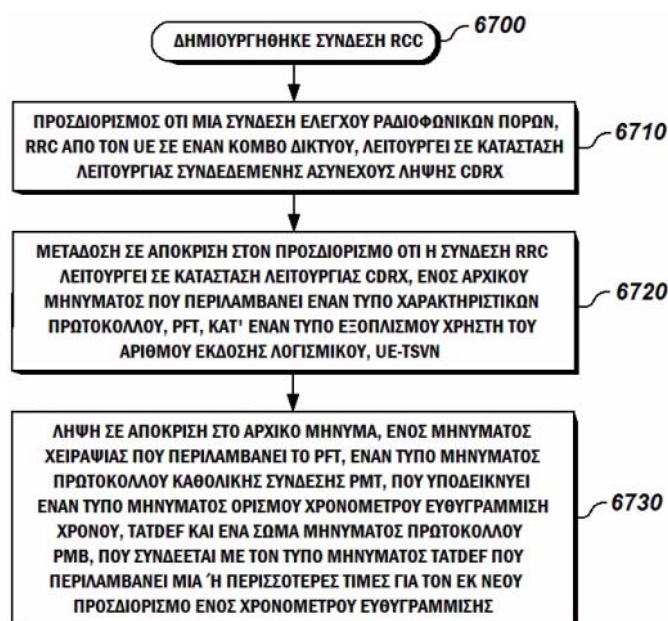 ΔΗΜΙΟΥΡΓΗΘΗΚΕ ΣΥΝΔΕΣΗ RCC
6700
ΠΡΟΣΔΙΟΡΙΣΜΟΣ ΟΤΙ ΜΙΑ ΣΥΝΔΕΣΗ ΕΛΕΓΧΟΥ ΡΑΔΙΟΦΩΝΙΚΩΝ ΠΟΡΩΝ,
RRC ΑΠΟ ΤΟΝ UE ΣΕ ΕΝΑΝ ΚΟΜΒΟ ΔΙΚΤΥΟΥ, ΛΕΙΤΟΥΡΓΕΙ ΣΕ ΚΑΤΑΣΤΑΣΗ
ΛΕΙΤΟΥΡΓΙΑΣ ΣΥΝΔΕΔΕΜΕΝΗΣ ΑΣΥΝΕΧΟΥΣ ΛΗΨΗΣ CDRX
6710
ΜΕΤΑΔΟΣΗ ΣΕ ΑΠΟΚΡΙΣΗ ΣΤΟΝ ΠΡΟΣΔΙΟΡΙΣΜΟ ΟΤΙ Η ΣΥΝΔΕΣΗ RRC
ΛΕΙΤΟΥΡΓΕΙ ΣΕ ΚΑΤΑΣΤΑΣΗ ΛΕΙΤΟΥΡΓΙΑΣ CDRX, ΕΝΟΣ ΑΡΧΙΚΟΥ
ΜΗΝΥΜΑΤΟΣ ΠΟΥ ΠΕΡΙΛΑΜΒΑΝΕΙ ΕΝΑΝ ΤΥΠΟ ΧΑΡΑΚΤΗΡΙΣΤΙΚΩΝ
ΠΡΩΤΟΚΟΛΛΟΥ, PFT, ΚΑΤ' ΕΝΑΝ ΤΥΠΟ ΕΞΟΠΛΙΣΜΟΥ ΧΡΗΣΤΗ ΤΟΥ
ΑΡΙΘΜΟΥ ΕΚΔΟΣΗΣ ΛΟΓΙΣΜΙΚΟΥ, UE-TSVN
6720
ΛΗΨΗ ΣΕ ΑΠΟΚΡΙΣΗ ΣΤΟ ΑΡΧΙΚΟ ΜΗΝΥΜΑ, ΕΝΟΣ ΜΗΝΥΜΑΤΟΣ
ΧΕΙΡΑΨΙΑΣ ΠΟΥ ΠΕΡΙΛΑΜΒΑΝΕΙ ΤΟ PFT, ΕΝΑΝ ΤΥΠΟ ΜΗΝΥΜΑΤΟΣ
ΠΡΩΤΟΚΟΛΛΟΥ ΚΑΘΟΛΙΚΗΣ ΣΥΝΔΕΣΗΣ PMT, ΠΟΥ ΥΠΟΔΕΙΚΝΥΕΙ
ΕΝΑΝ ΤΥΠΟ ΜΗΝΥΜΑΤΟΣ ΟΡΙΣΜΟΥ ΧΡΟΝΟΜΕΤΡΟΥ ΕΥΘΥΓΡΑΜΜΙΣΗ
ΧΡΟΝΟΥ, TATDEF ΚΑΙ ΕΝΑ ΣΩΜΑ ΜΗΝΥΜΑΤΟΣ ΠΡΩΤΟΚΟΛΛΟΥ
PMB, ΠΟΥ ΣΥΝΔΕΕΤΑΙ ΜΕ ΤΟΝ ΤΥΠΟ ΜΗΝΥΜΑΤΟΣ TATDEF ΠΟΥ
ΠΕΡΙΛΑΜΒΑΝΕΙ ΜΙΑ Ή ΠΕΡΙΣΣΟΤΕΡΕΣ ΤΙΜΕΣ ΓΙΑ ΤΟΝ ΕΚ ΝΕΟΥ
ΠΡΟΣΔΙΟΡΙΣΜΟ ΕΝΟΣ ΧΡΟΝΟΜΕΤΡΟΥ ΕΥΘΥΓΡΑΜΜΙΣΗΣ
6730